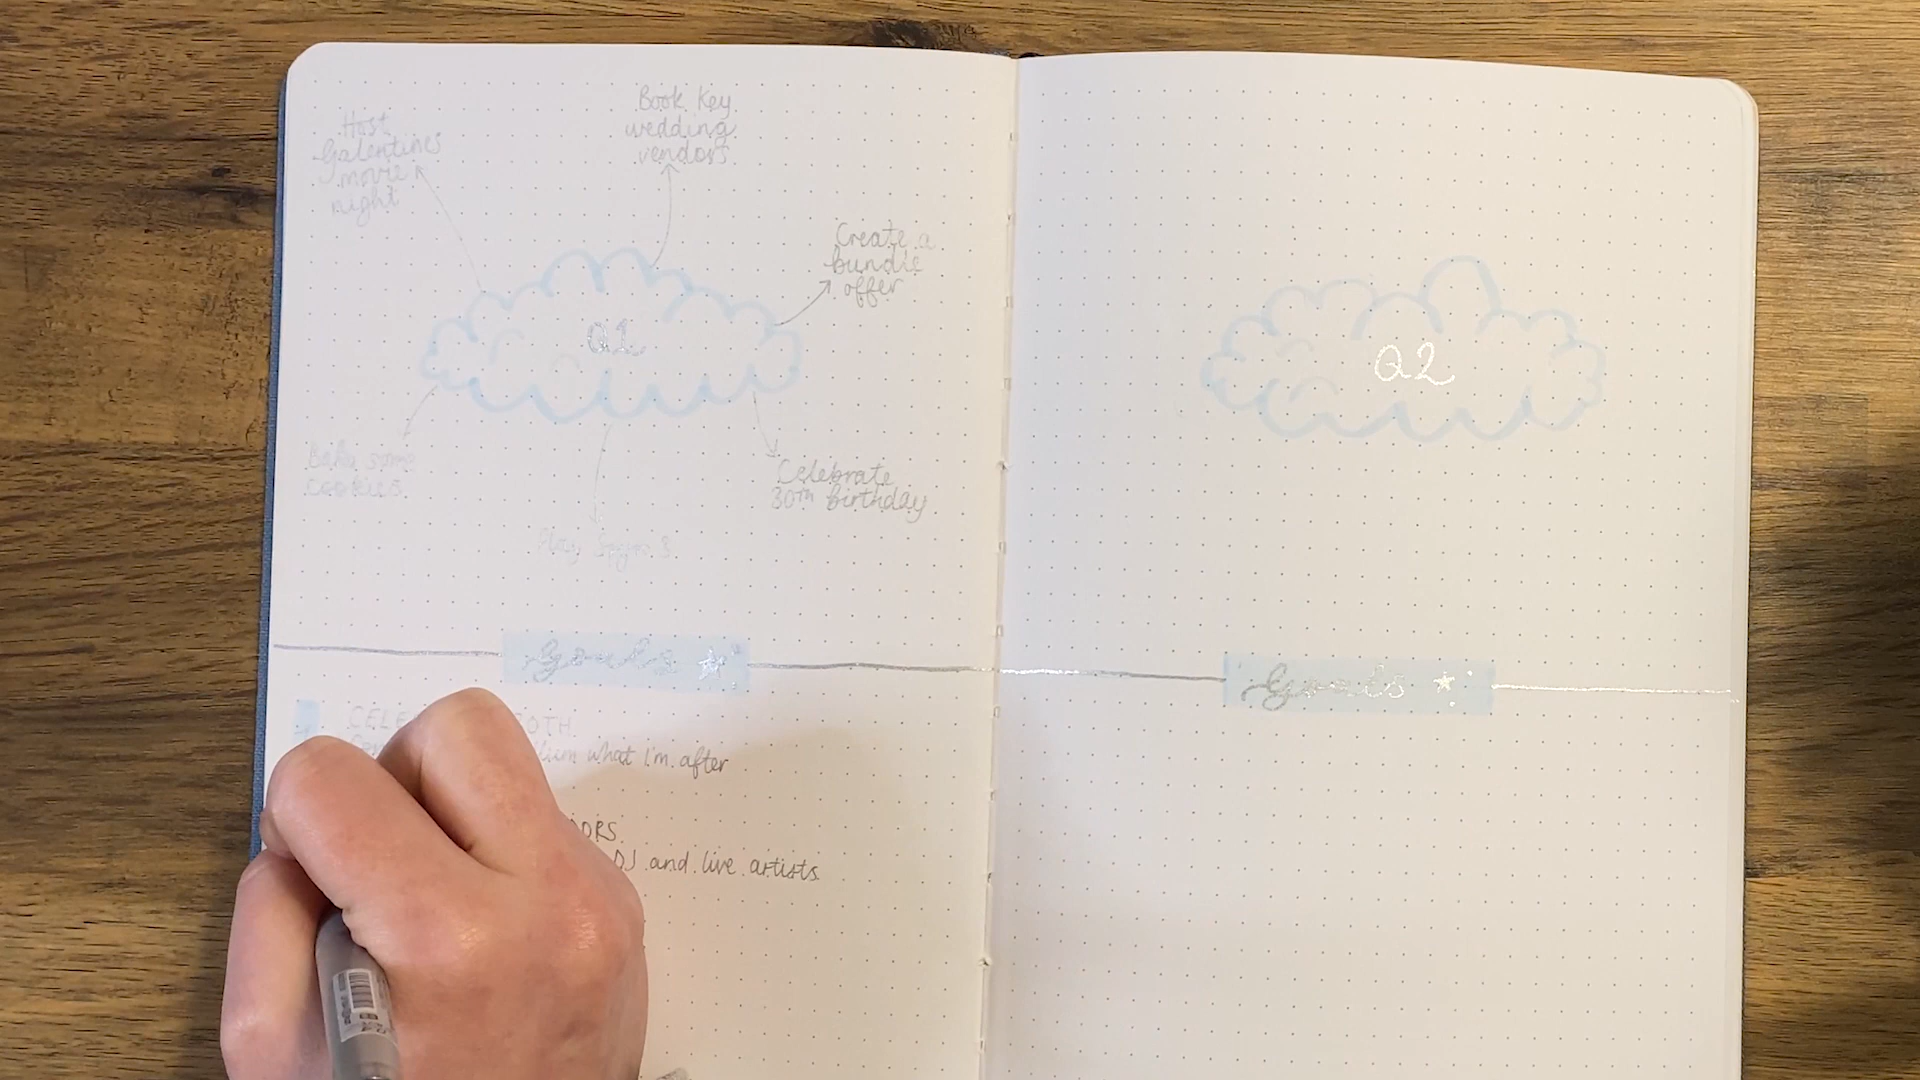 Host
Galentines
movie
night
Book Key
wedding
vendors
Create a
bundle
offer
Q1
Bake some
cookies
Celebrate
30th birthday
Play
Goals
what I'm after
DJ and live artists
Q2
Goals